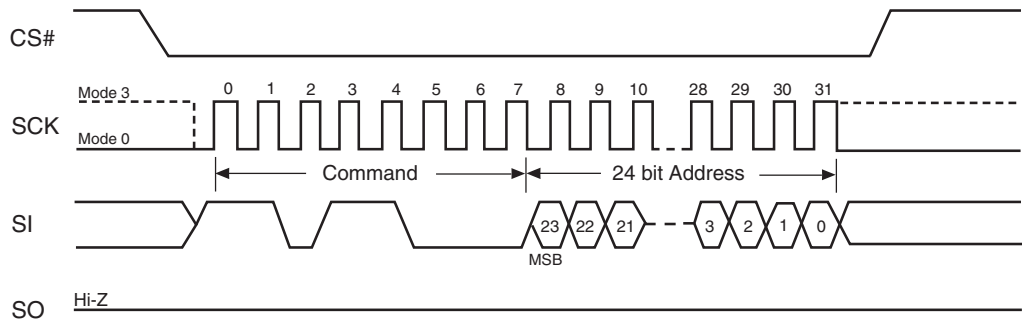 CS#
Mode 3
0 1 2 3 4 5 6 7 8 9 10 28 29 30 31
SCK
Mode 0
Command
24 bit Address
SI
23 22 21 3 2 1 0
MSB
Hi-Z
SO